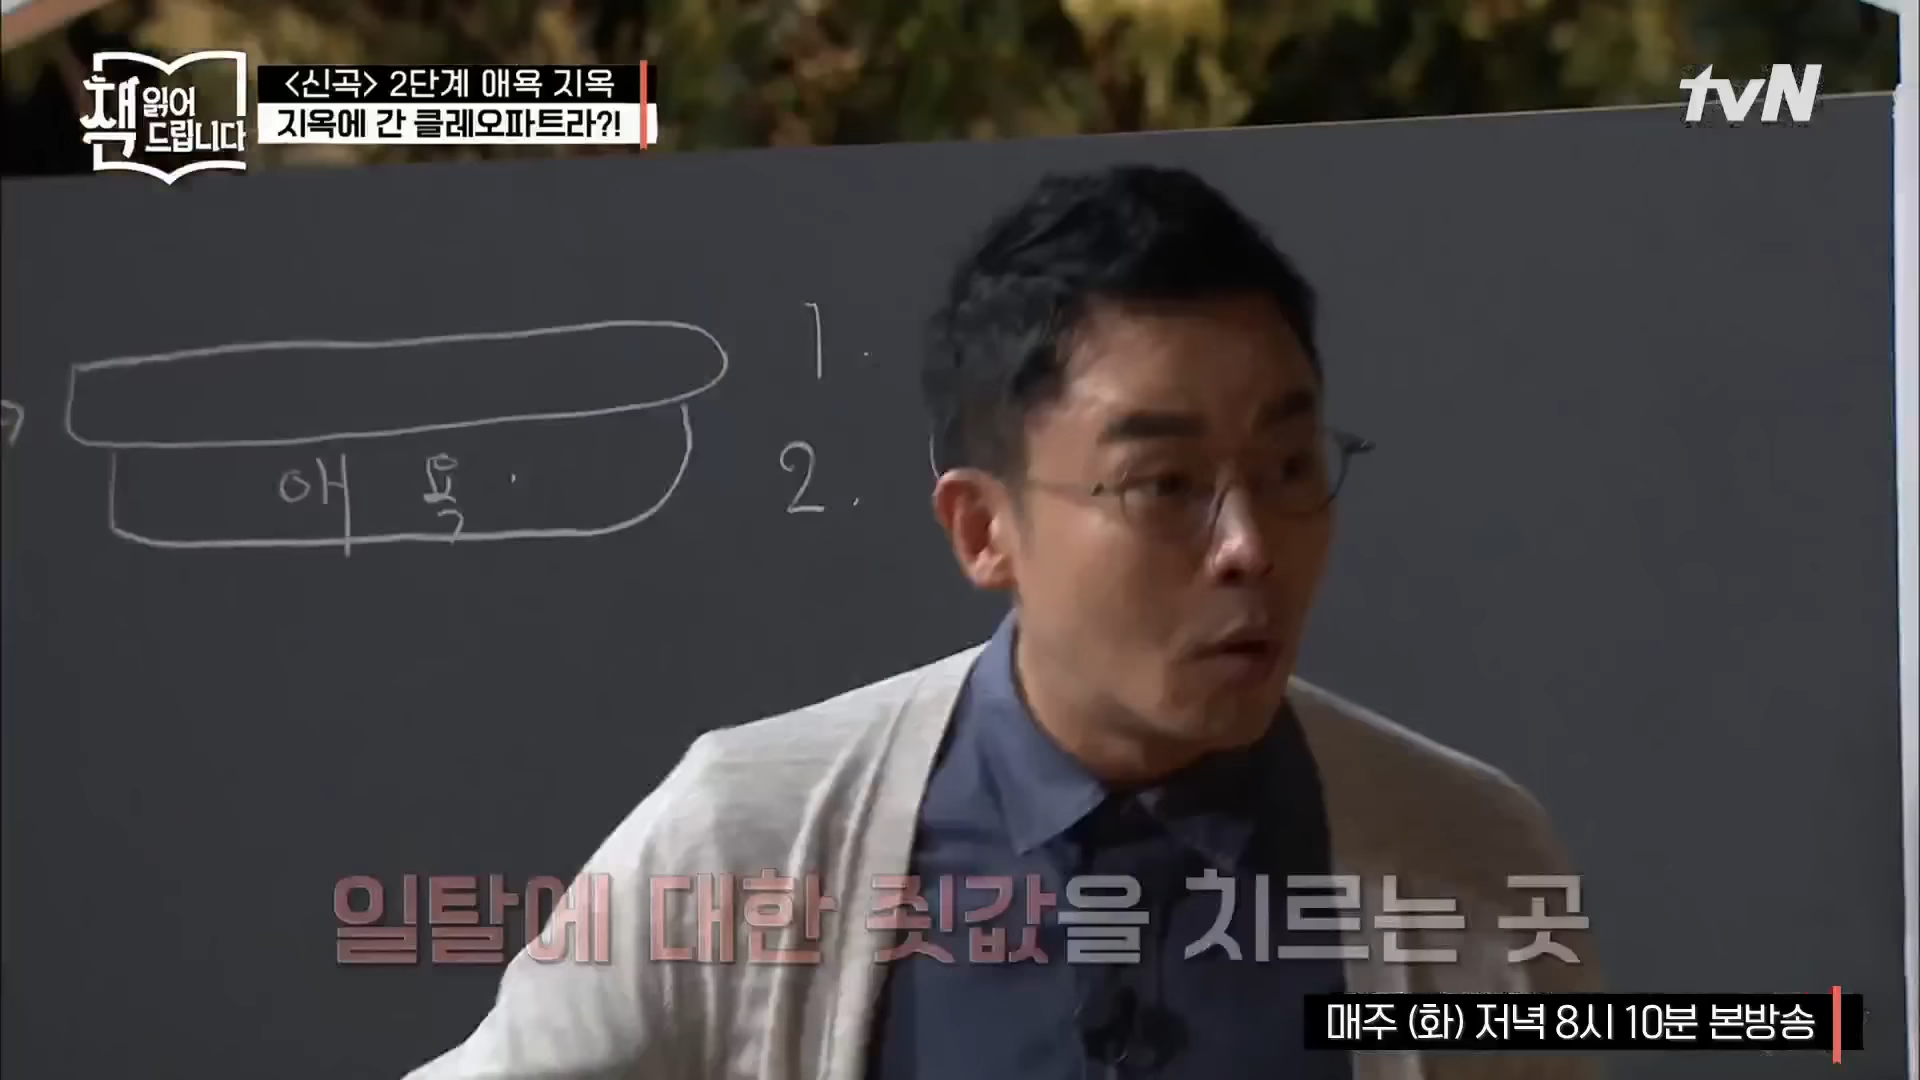 책 읽어
드립니다
<신곡> 2단계 애욕 지옥
지옥에 간 클레오파트라?!
tvN
1.
애욕.
2.
일탈에 대한 죗값을 치르는 곳
매주 (화) 저녁 8시 10분 본방송